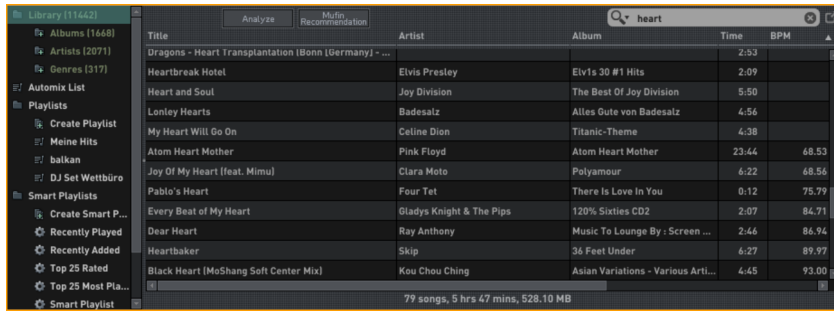 Library (11442)
Analyze
Mufin Recommendation
heart
Albums (1668)
Title Artist Album Time BPM
Artists (2071)
Dragons - Heart Transplantation (Bonn [Germany] - ... 2:53
Genres (317)
Heartbreak Hotel Elvis Presley Elv1s 30 #1 Hits 2:09
Automix List
Heart and Soul Joy Division The Best Of Joy Division 5:50
Playlists
Lonley Hearts Badesalz Alles Gute von Badesalz 4:56
Create Playlist
My Heart Will Go On Celine Dion Titanic-Theme 4:38
Meine Hits
Atom Heart Mother Pink Floyd Atom Heart Mother 23:44 68.53
balkan
Joy Of My Heart (feat. Mimu) Clara Moto Polyamour 6:22 68.56
DJ Set Wettbüro
Pablo's Heart Four Tet There Is Love In You 0:12 75.79
Smart Playlists
Every Beat of My Heart Gladys Knight & The Pips 120% Sixties CD2 2:07 84.71
Create Smart P...
Dear Heart Ray Anthony Music To Lounge By : Screen ... 2:46 86.94
Recently Played
Heartbaker Skip 36 Feet Under 6:27 89.97
Recently Added
Black Heart (MoShang Soft Center Mix) Kou Chou Ching Asian Variations - Various Arti... 4:45 93.00
Top 25 Rated
Top 25 Most Pla...
Smart Playlist
79 songs, 5 hrs 47 mins, 528.10 MB